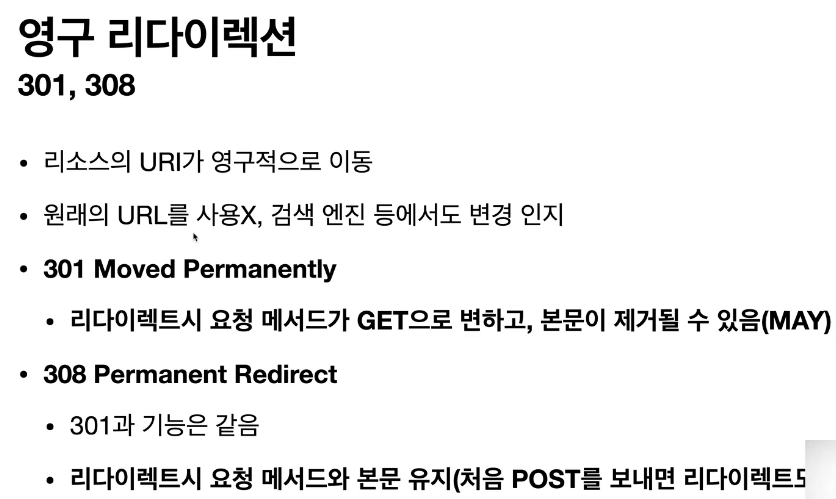 영구 리다이렉션
301, 308
• 리소스의 URI가 영구적으로 이동
• 원래의 URL를 사용X, 검색 엔진 등에서도 변경 인지
• 301 Moved Permanently
• 리다이렉트시 요청 메서드가 GET으로 변하고, 본문이 제거될 수 있음(MAY)
• 308 Permanent Redirect
• 301과 기능은 같음
• 리다이렉트시 요청 메서드와 본문 유지(처음 POST를 보내면